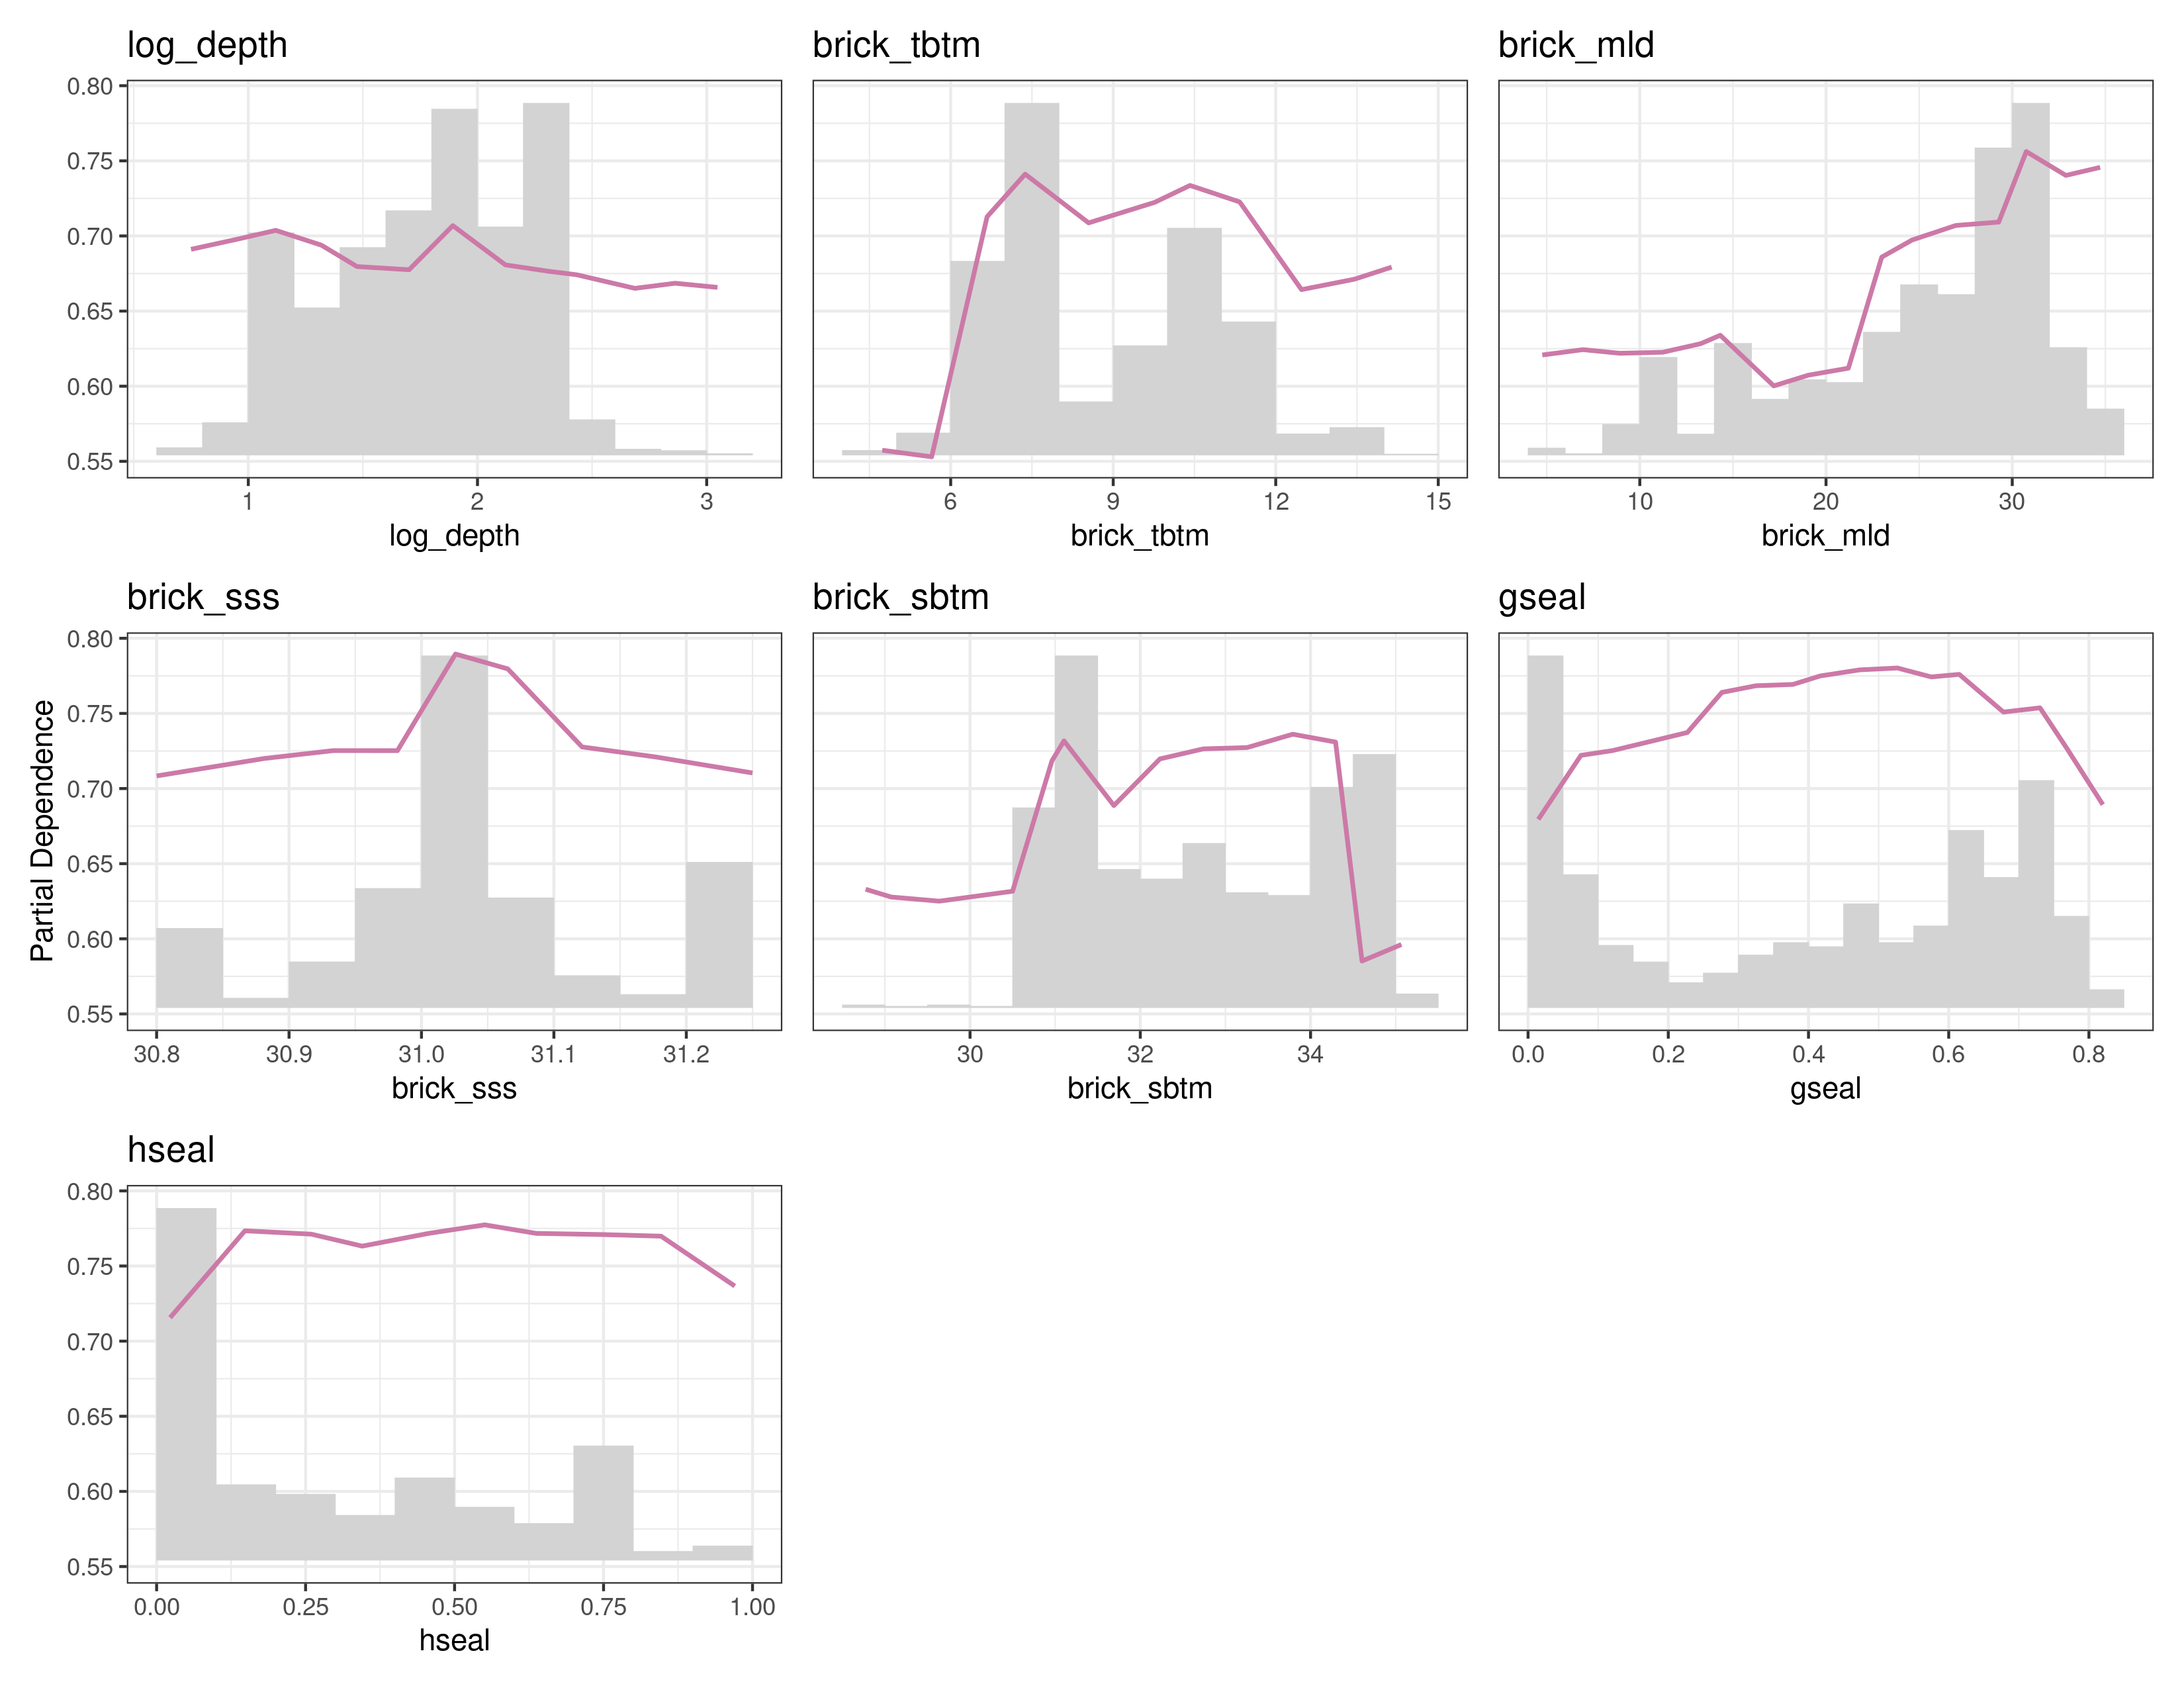 log_depth
brick_tbtm
brick_mld
0.80
0.75
0.70
0.65
0.60
0.55
1 2 3
6 9 12 15
10 20 30
log_depth
brick_tbtm
brick_mld
brick_sss
brick_sbtm
gseal
Partial Dependence
0.80
0.75
0.70
0.65
0.60
0.55
30.8 30.9 31.0 31.1 31.2
30 32 34
0.0 0.2 0.4 0.6 0.8
brick_sss
brick_sbtm
gseal
hseal
0.80
0.75
0.70
0.65
0.60
0.55
0.00 0.25 0.50 0.75 1.00
hseal